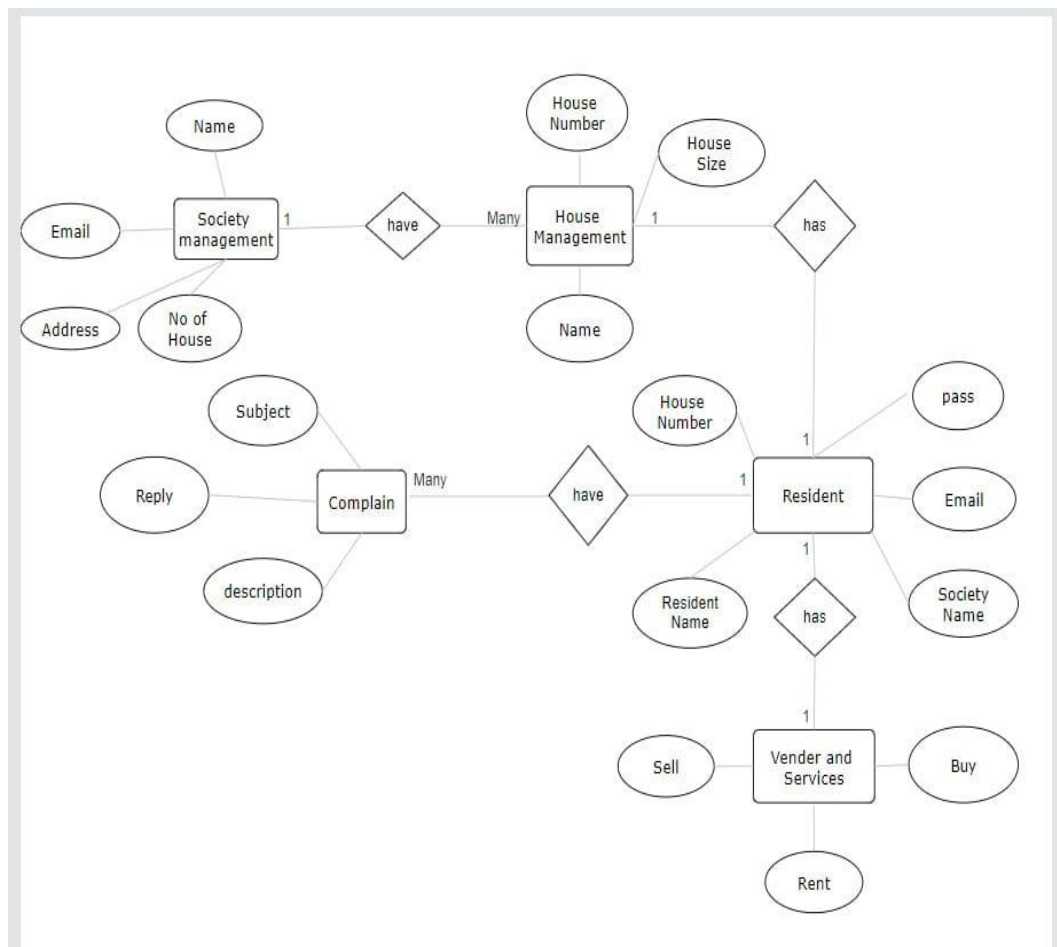 Name
Email
Society
management
1
have
Many
House
Number
House
Size
House
Management
1
has
Address
No of
House
Name
Subject
Reply
Complain
Many
description
have
House
Number
1
pass
1
Resident
Email
1
Resident
Name
has
Society
Name
1
Sell
Vender and
Services
Buy
Rent